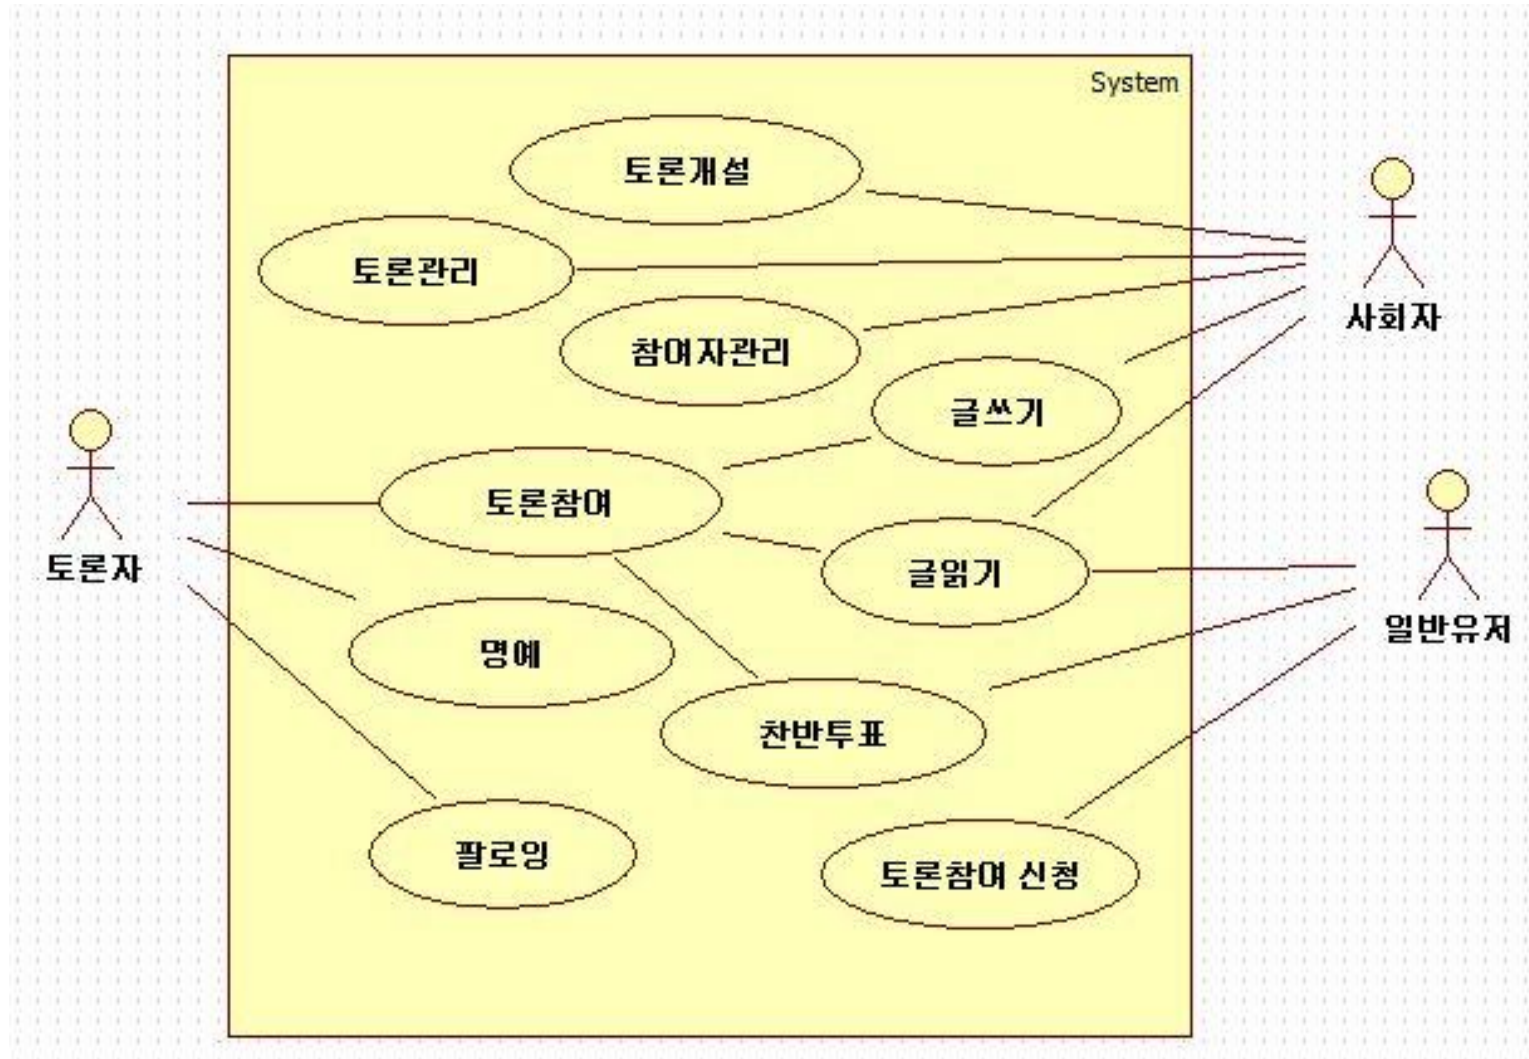 System
토론개설
토론관리
사회자
참여자관리
글쓰기
토론참여
토론자
글읽기
일반유저
명예
찬반투표
팔로잉
토론참여 신청